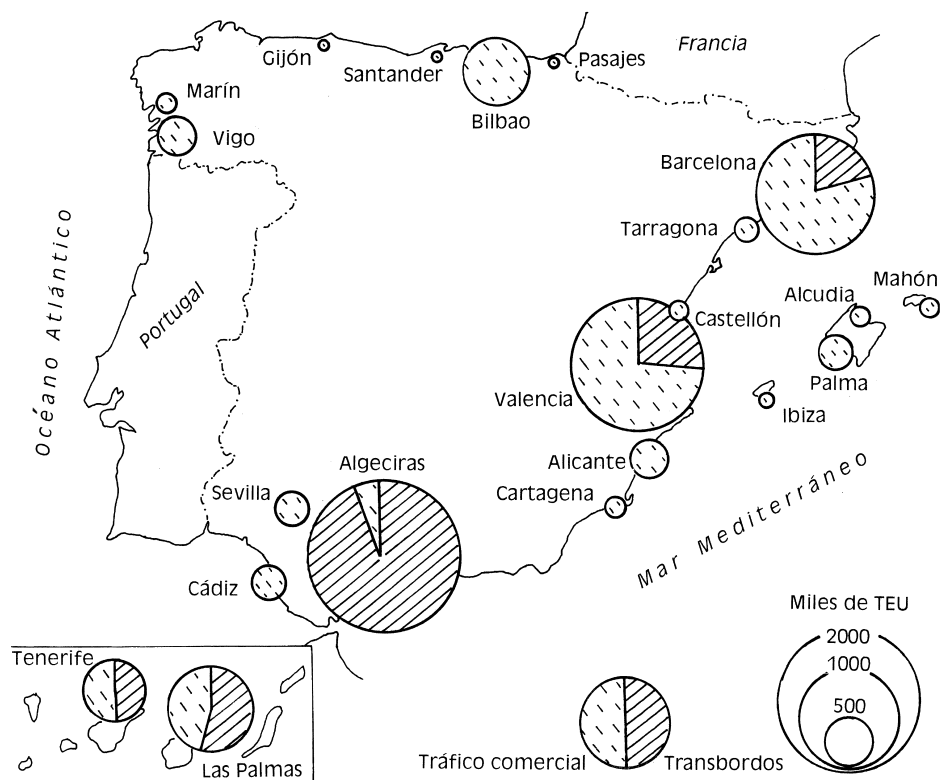 Gijón
Santander
Pasajes
Francia
Marín
Bilbao
Vigo
Barcelona
Tarragona
Mahón
Alcudia
Castellón
Océano Atlántico
Portugal
Palma
Valencia
Ibiza
Algeciras
Alicante
Sevilla
Cartagena
Mar Mediterráneo
Cádiz
Miles de TEU
2000
Tenerife
1000
500
Las Palmas
Tráfico comercial
Transbordos